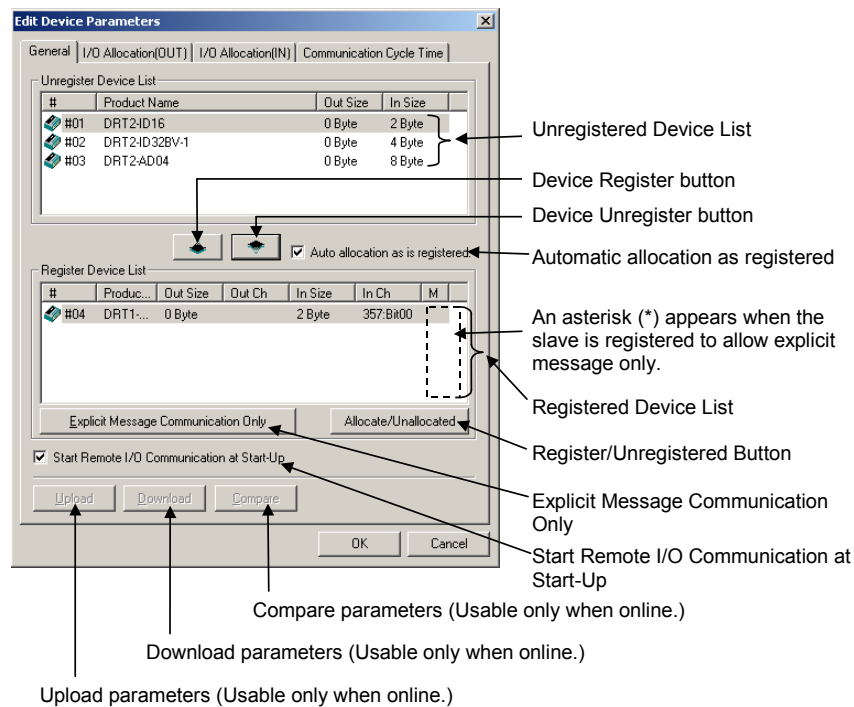 Edit Device Parameters
General I/O Allocation(OUT) I/O Allocation(IN) Communication Cycle Time
Unregister Device List
# Product Name Out Size In Size
#01 DRT2-ID16 0 Byte 2 Byte
#02 DRT2-ID32BV-1 0 Byte 4 Byte
#03 DRT2-AD04 0 Byte 8 Byte
Unregistered Device List
Device Register button
Device Unregister button
Auto allocation as is registered.
Automatic allocation as registered
Register Device List
# Produc... Out Size Out Ch In Size In Ch M
#04 DRT1-... 0 Byte 2 Byte 357:Bit00
An asterisk (*) appears when the
slave is registered to allow explicit
message only.
Registered Device List
Explicit Message Communication Only Allocate/Unallocated
Register/Unregistered Button
Start Remote I/O Communication at Start-Up
Upload Download Compare
Explicit Message Communication
Only
OK Cancel
Start Remote I/O Communication at
Start-Up
Compare parameters (Usable only when online.)
Download parameters (Usable only when online.)
Upload parameters (Usable only when online.)